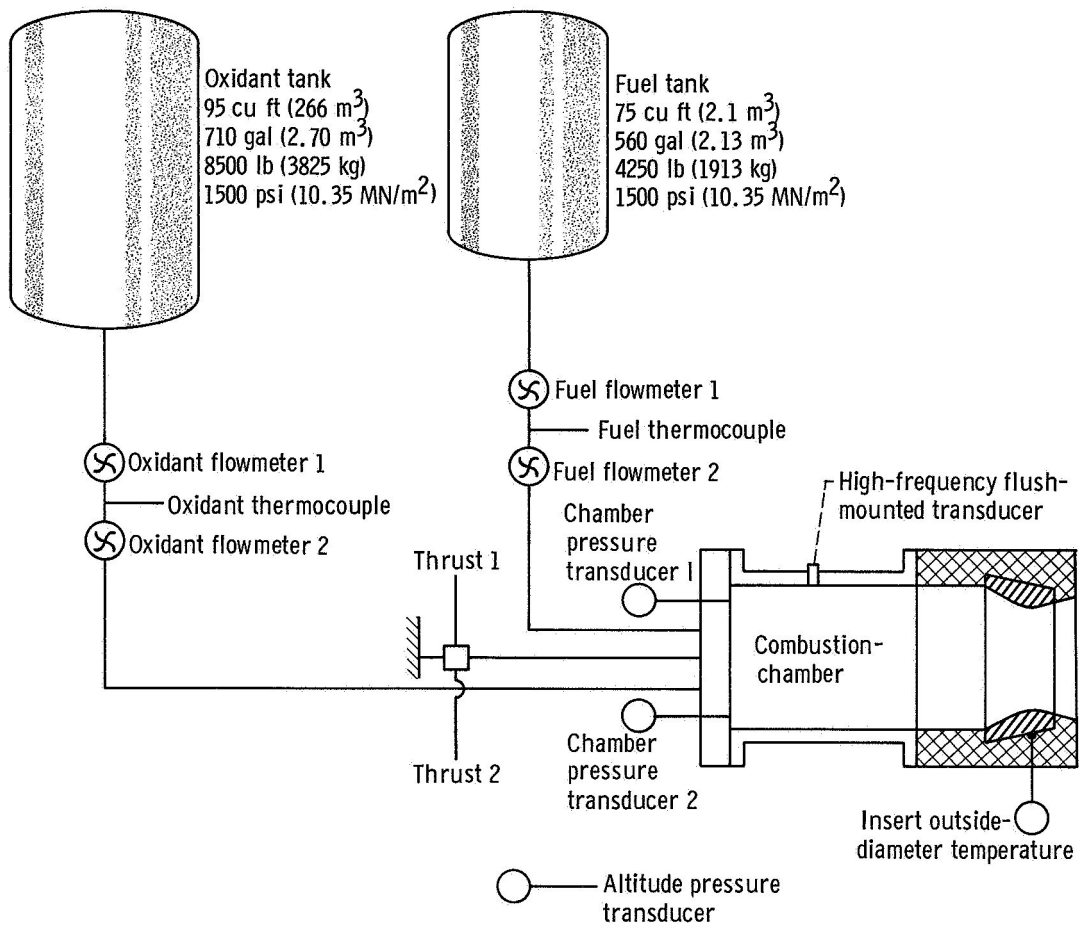 Oxidant tank
95 cu ft (266 m³)
710 gal (2.70 m³)
8500 lb (3825 kg)
1500 psi (10.35 MN/m²)
Fuel tank
75 cu ft (2.1 m³)
560 gal (2.13 m³)
4250 lb (1913 kg)
1500 psi (10.35 MN/m²)
Fuel flowmeter 1
Fuel thermocouple
Fuel flowmeter 2
Oxidant flowmeter 1
Oxidant thermocouple
Oxidant flowmeter 2
High-frequency flush-
mounted transducer
Chamber
pressure
transducer 1
Thrust 1
Combustion-
chamber
Thrust 2
Chamber
pressure
transducer 2
Insert outside-
diameter temperature
Altitude pressure
transducer